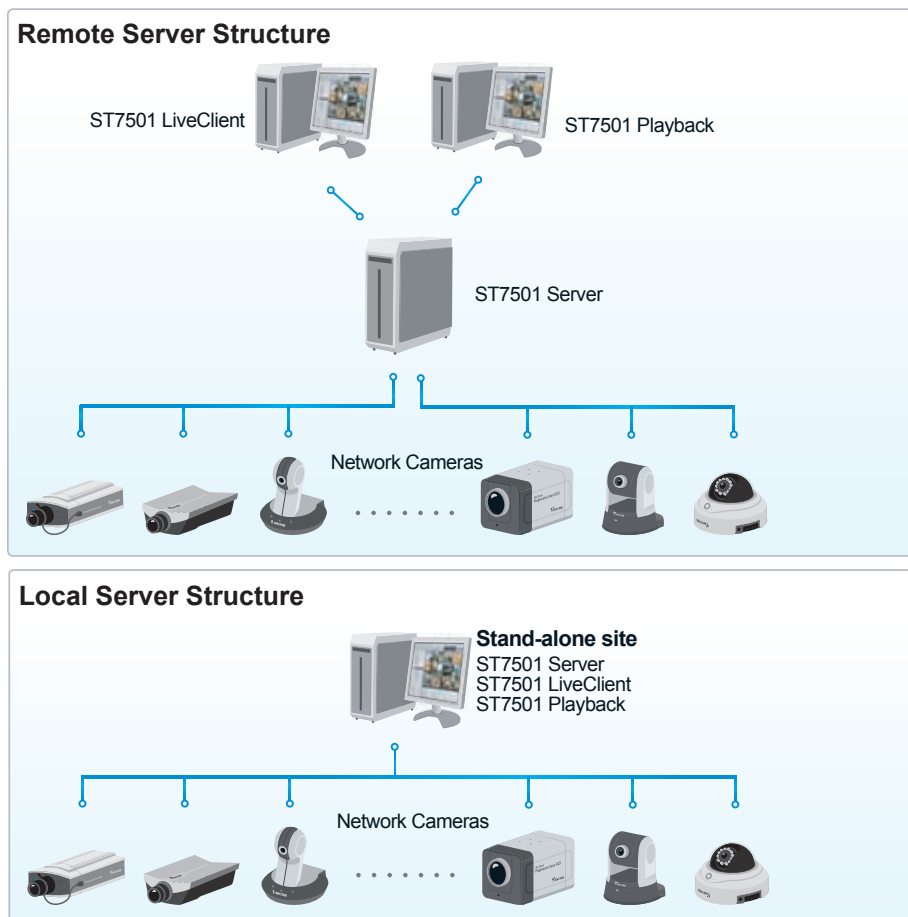 Remote Server Structure
ST7501 LiveClient
ST7501 Playback
ST7501 Server
Network Cameras
Local Server Structure
Stand-alone site
ST7501 Server
ST7501 LiveClient
ST7501 Playback
Network Cameras